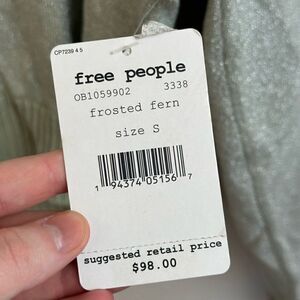 CP7239 4 5
free people
OB1059902 3338
frosted fern
size S
1 94374 05156 7
suggested retail price
$98.00